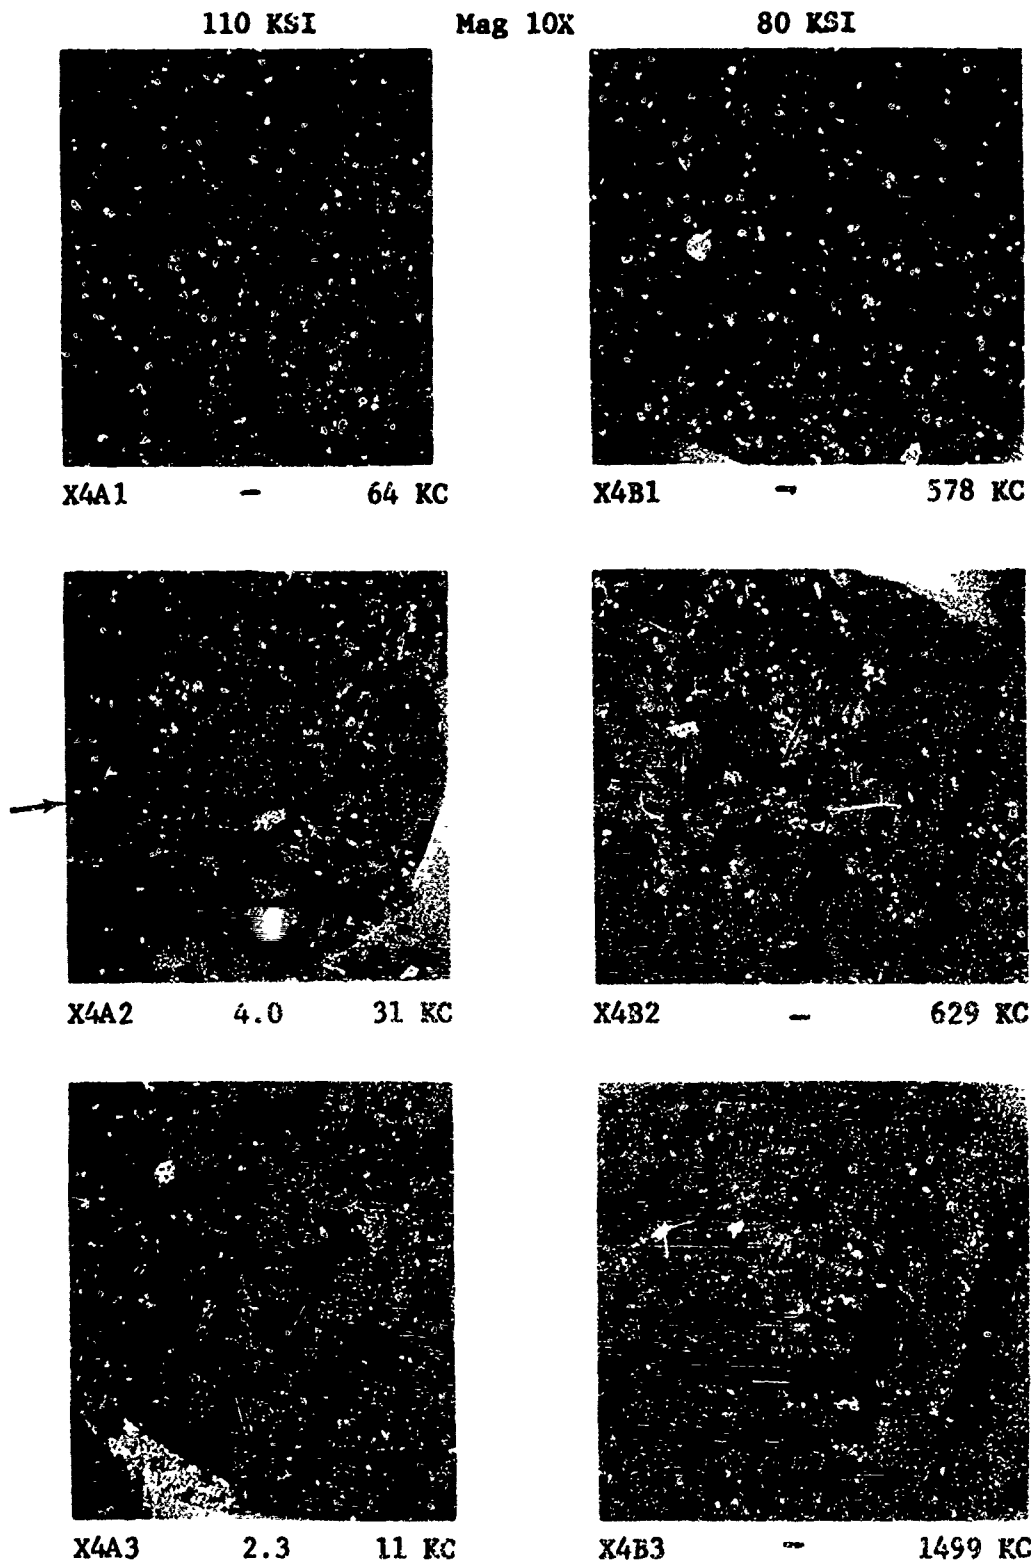 110 KSI Mag 10X 80 KSI
X4A1 — 64 KC X4B1 — 578 KC
X4A2 4.0 31 KC X4B2 — 629 KC
X4A3 2.3 11 KC X4B3 — 1499 KC